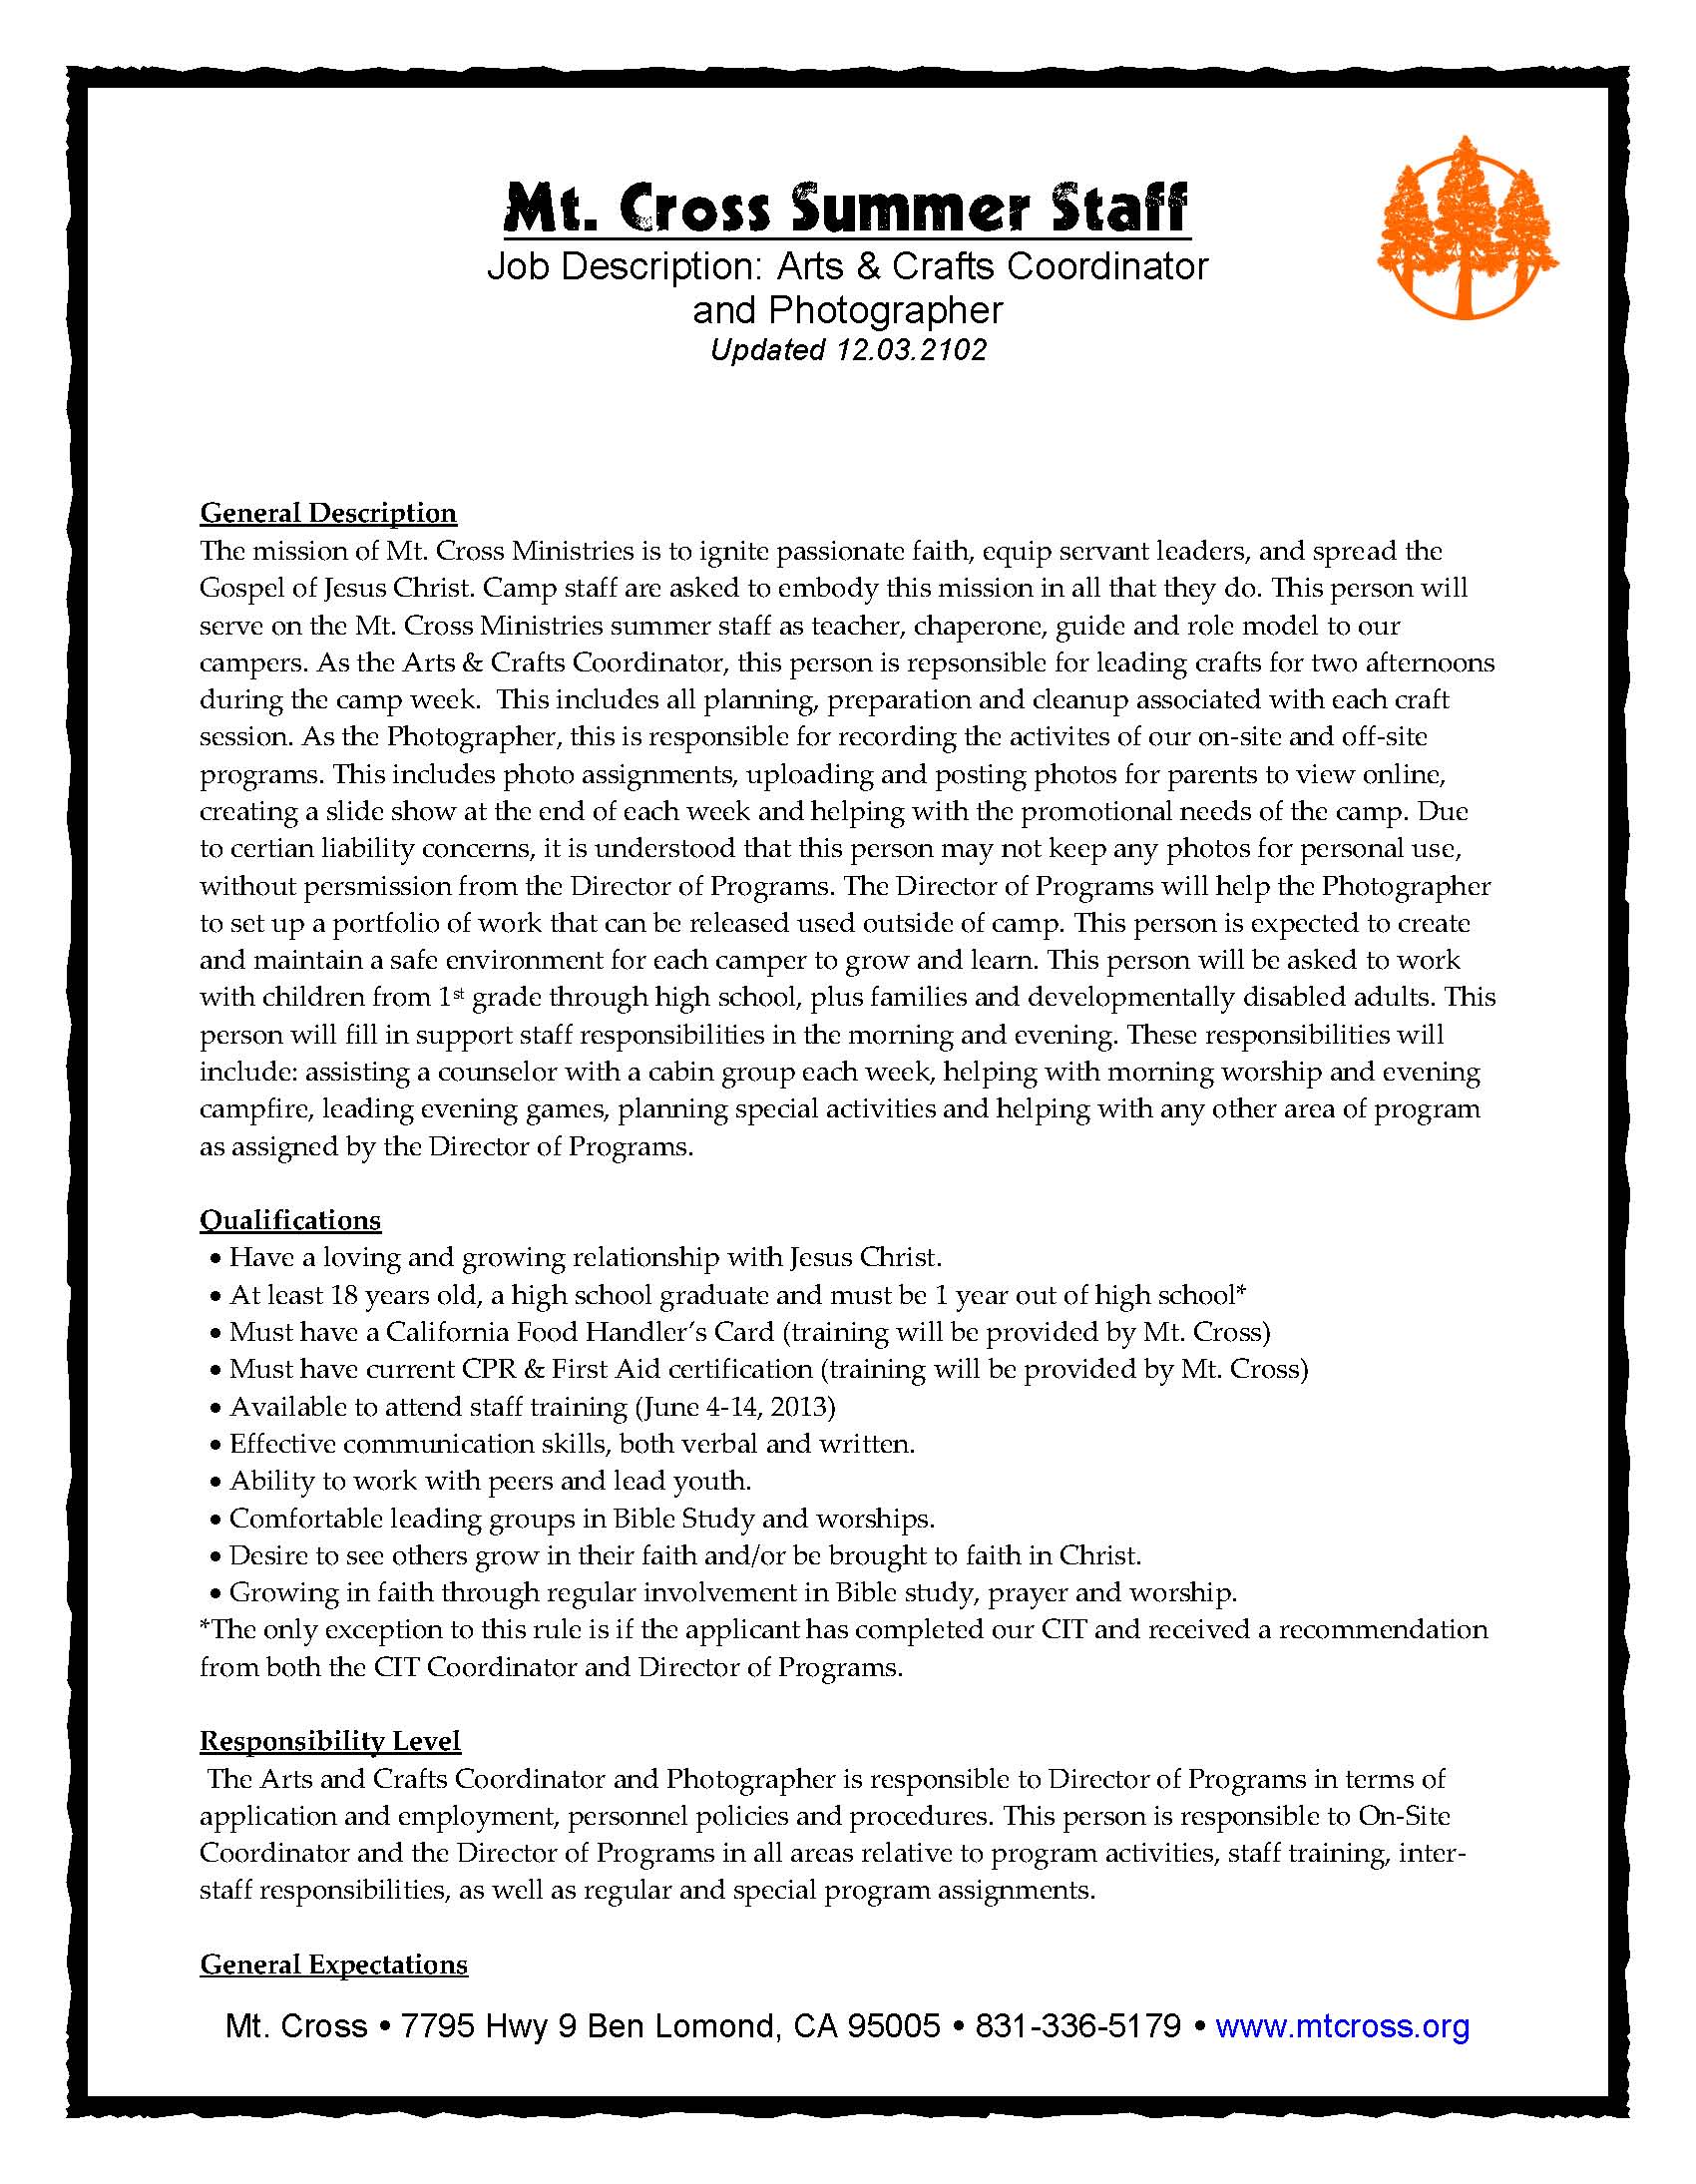 Mt. Cross Summer Staff
Job Description: Arts & Crafts Coordinator
and Photographer
Updated 12.03.2102
General Description
The mission of Mt. Cross Ministries is to ignite passionate faith, equip servant leaders, and spread the
Gospel of Jesus Christ. Camp staff are asked to embody this mission in all that they do. This person will
serve on the Mt. Cross Ministries summer staff as teacher, chaperone, guide and role model to our
campers. As the Arts & Crafts Coordinator, this person is repsonsible for leading crafts for two afternoons
during the camp week.  This includes all planning, preparation and cleanup associated with each craft
session. As the Photographer, this is responsible for recording the activites of our on-site and off-site
programs. This includes photo assignments, uploading and posting photos for parents to view online,
creating a slide show at the end of each week and helping with the promotional needs of the camp. Due
to certian liability concerns, it is understood that this person may not keep any photos for personal use,
without persmission from the Director of Programs. The Director of Programs will help the Photographer
to set up a portfolio of work that can be released used outside of camp. This person is expected to create
and maintain a safe environment for each camper to grow and learn. This person will be asked to work
with children from 1st grade through high school, plus families and developmentally disabled adults. This
person will fill in support staff responsibilities in the morning and evening. These responsibilities will
include: assisting a counselor with a cabin group each week, helping with morning worship and evening
campfire, leading evening games, planning special activities and helping with any other area of program
as assigned by the Director of Programs.
Qualifications
• Have a loving and growing relationship with Jesus Christ.
• At least 18 years old, a high school graduate and must be 1 year out of high school*
• Must have a California Food Handler’s Card (training will be provided by Mt. Cross)
• Must have current CPR & First Aid certification (training will be provided by Mt. Cross)
• Available to attend staff training (June 4-14, 2013)
• Effective communication skills, both verbal and written.
• Ability to work with peers and lead youth.
• Comfortable leading groups in Bible Study and worships.
• Desire to see others grow in their faith and/or be brought to faith in Christ.
• Growing in faith through regular involvement in Bible study, prayer and worship.
*The only exception to this rule is if the applicant has completed our CIT and received a recommendation
from both the CIT Coordinator and Director of Programs.
Responsibility Level
The Arts and Crafts Coordinator and Photographer is responsible to Director of Programs in terms of
application and employment, personnel policies and procedures. This person is responsible to On-Site
Coordinator and the Director of Programs in all areas relative to program activities, staff training, inter-
staff responsibilities, as well as regular and special program assignments.
General Expectations
Mt. Cross • 7795 Hwy 9 Ben Lomond, CA 95005 • 831-336-5179 • www.mtcross.org